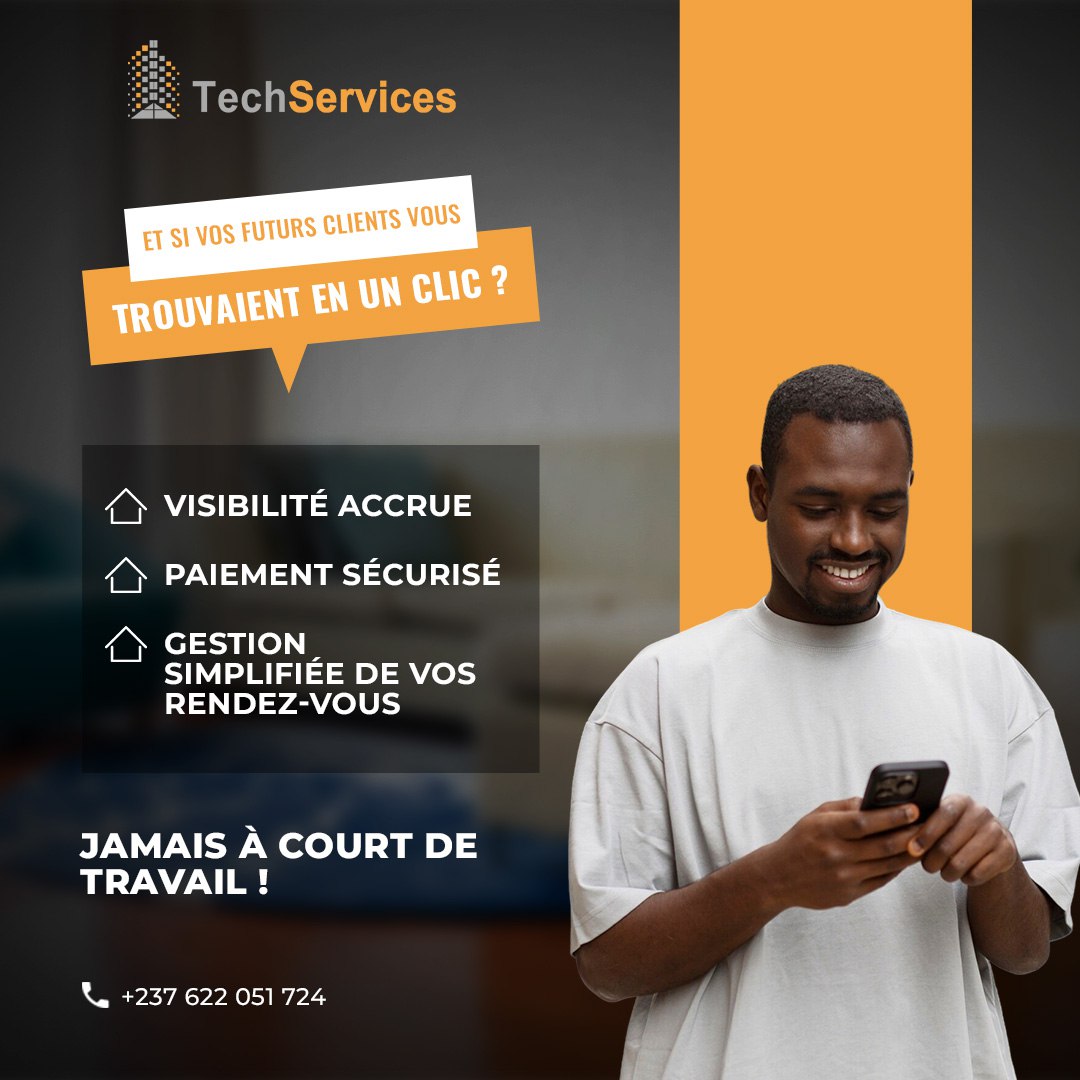 TechServices
ET SI VOS FUTURS CLIENTS VOUS
TROUVAIENT EN UN CLIC ?
VISIBILITÉ ACCRUE
PAIEMENT SÉCURISÉ
GESTION
SIMPLIFIÉE DE VOS
RENDEZ-VOUS
JAMAIS À COURT DE
TRAVAIL !
+237 622 051 724